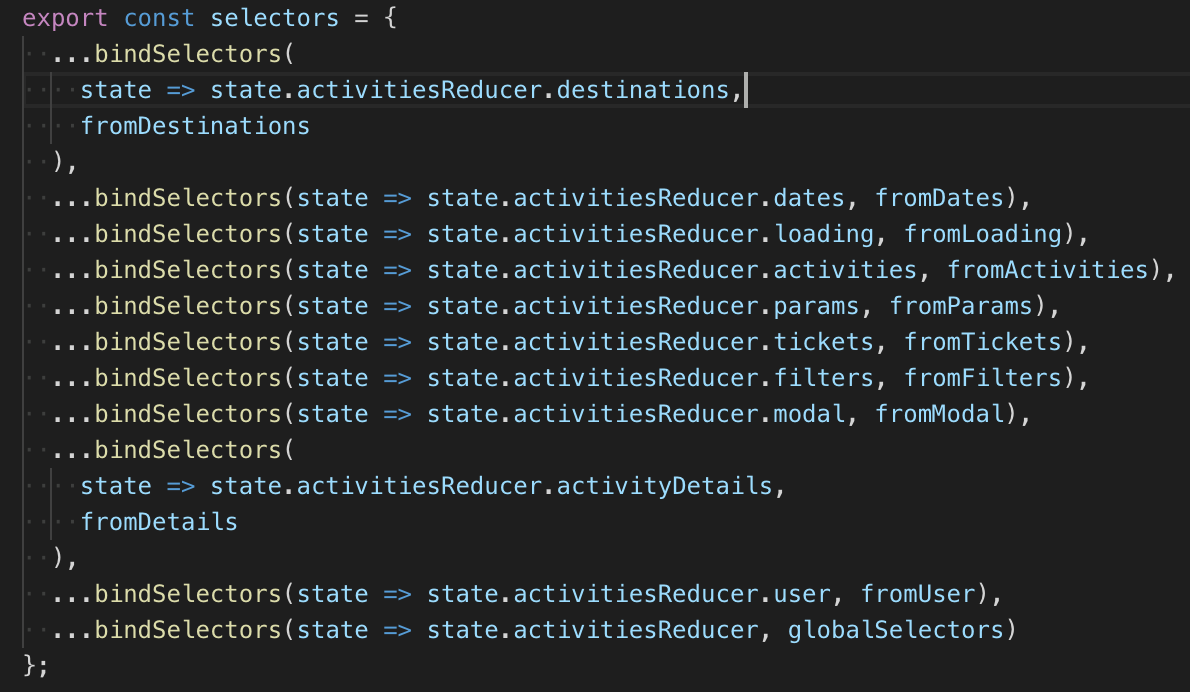 export const selectors = {
  ...bindSelectors(
    state => state.activitiesReducer.destinations,
    fromDestinations
  ),
  ...bindSelectors(state => state.activitiesReducer.dates, fromDates),
  ...bindSelectors(state => state.activitiesReducer.loading, fromLoading),
  ...bindSelectors(state => state.activitiesReducer.activities, fromActivities),
  ...bindSelectors(state => state.activitiesReducer.params, fromParams),
  ...bindSelectors(state => state.activitiesReducer.tickets, fromTickets),
  ...bindSelectors(state => state.activitiesReducer.filters, fromFilters),
  ...bindSelectors(state => state.activitiesReducer.modal, fromModal),
  ...bindSelectors(
    state => state.activitiesReducer.activityDetails,
    fromDetails
  ),
  ...bindSelectors(state => state.activitiesReducer.user, fromUser),
  ...bindSelectors(state => state.activitiesReducer, globalSelectors)
};